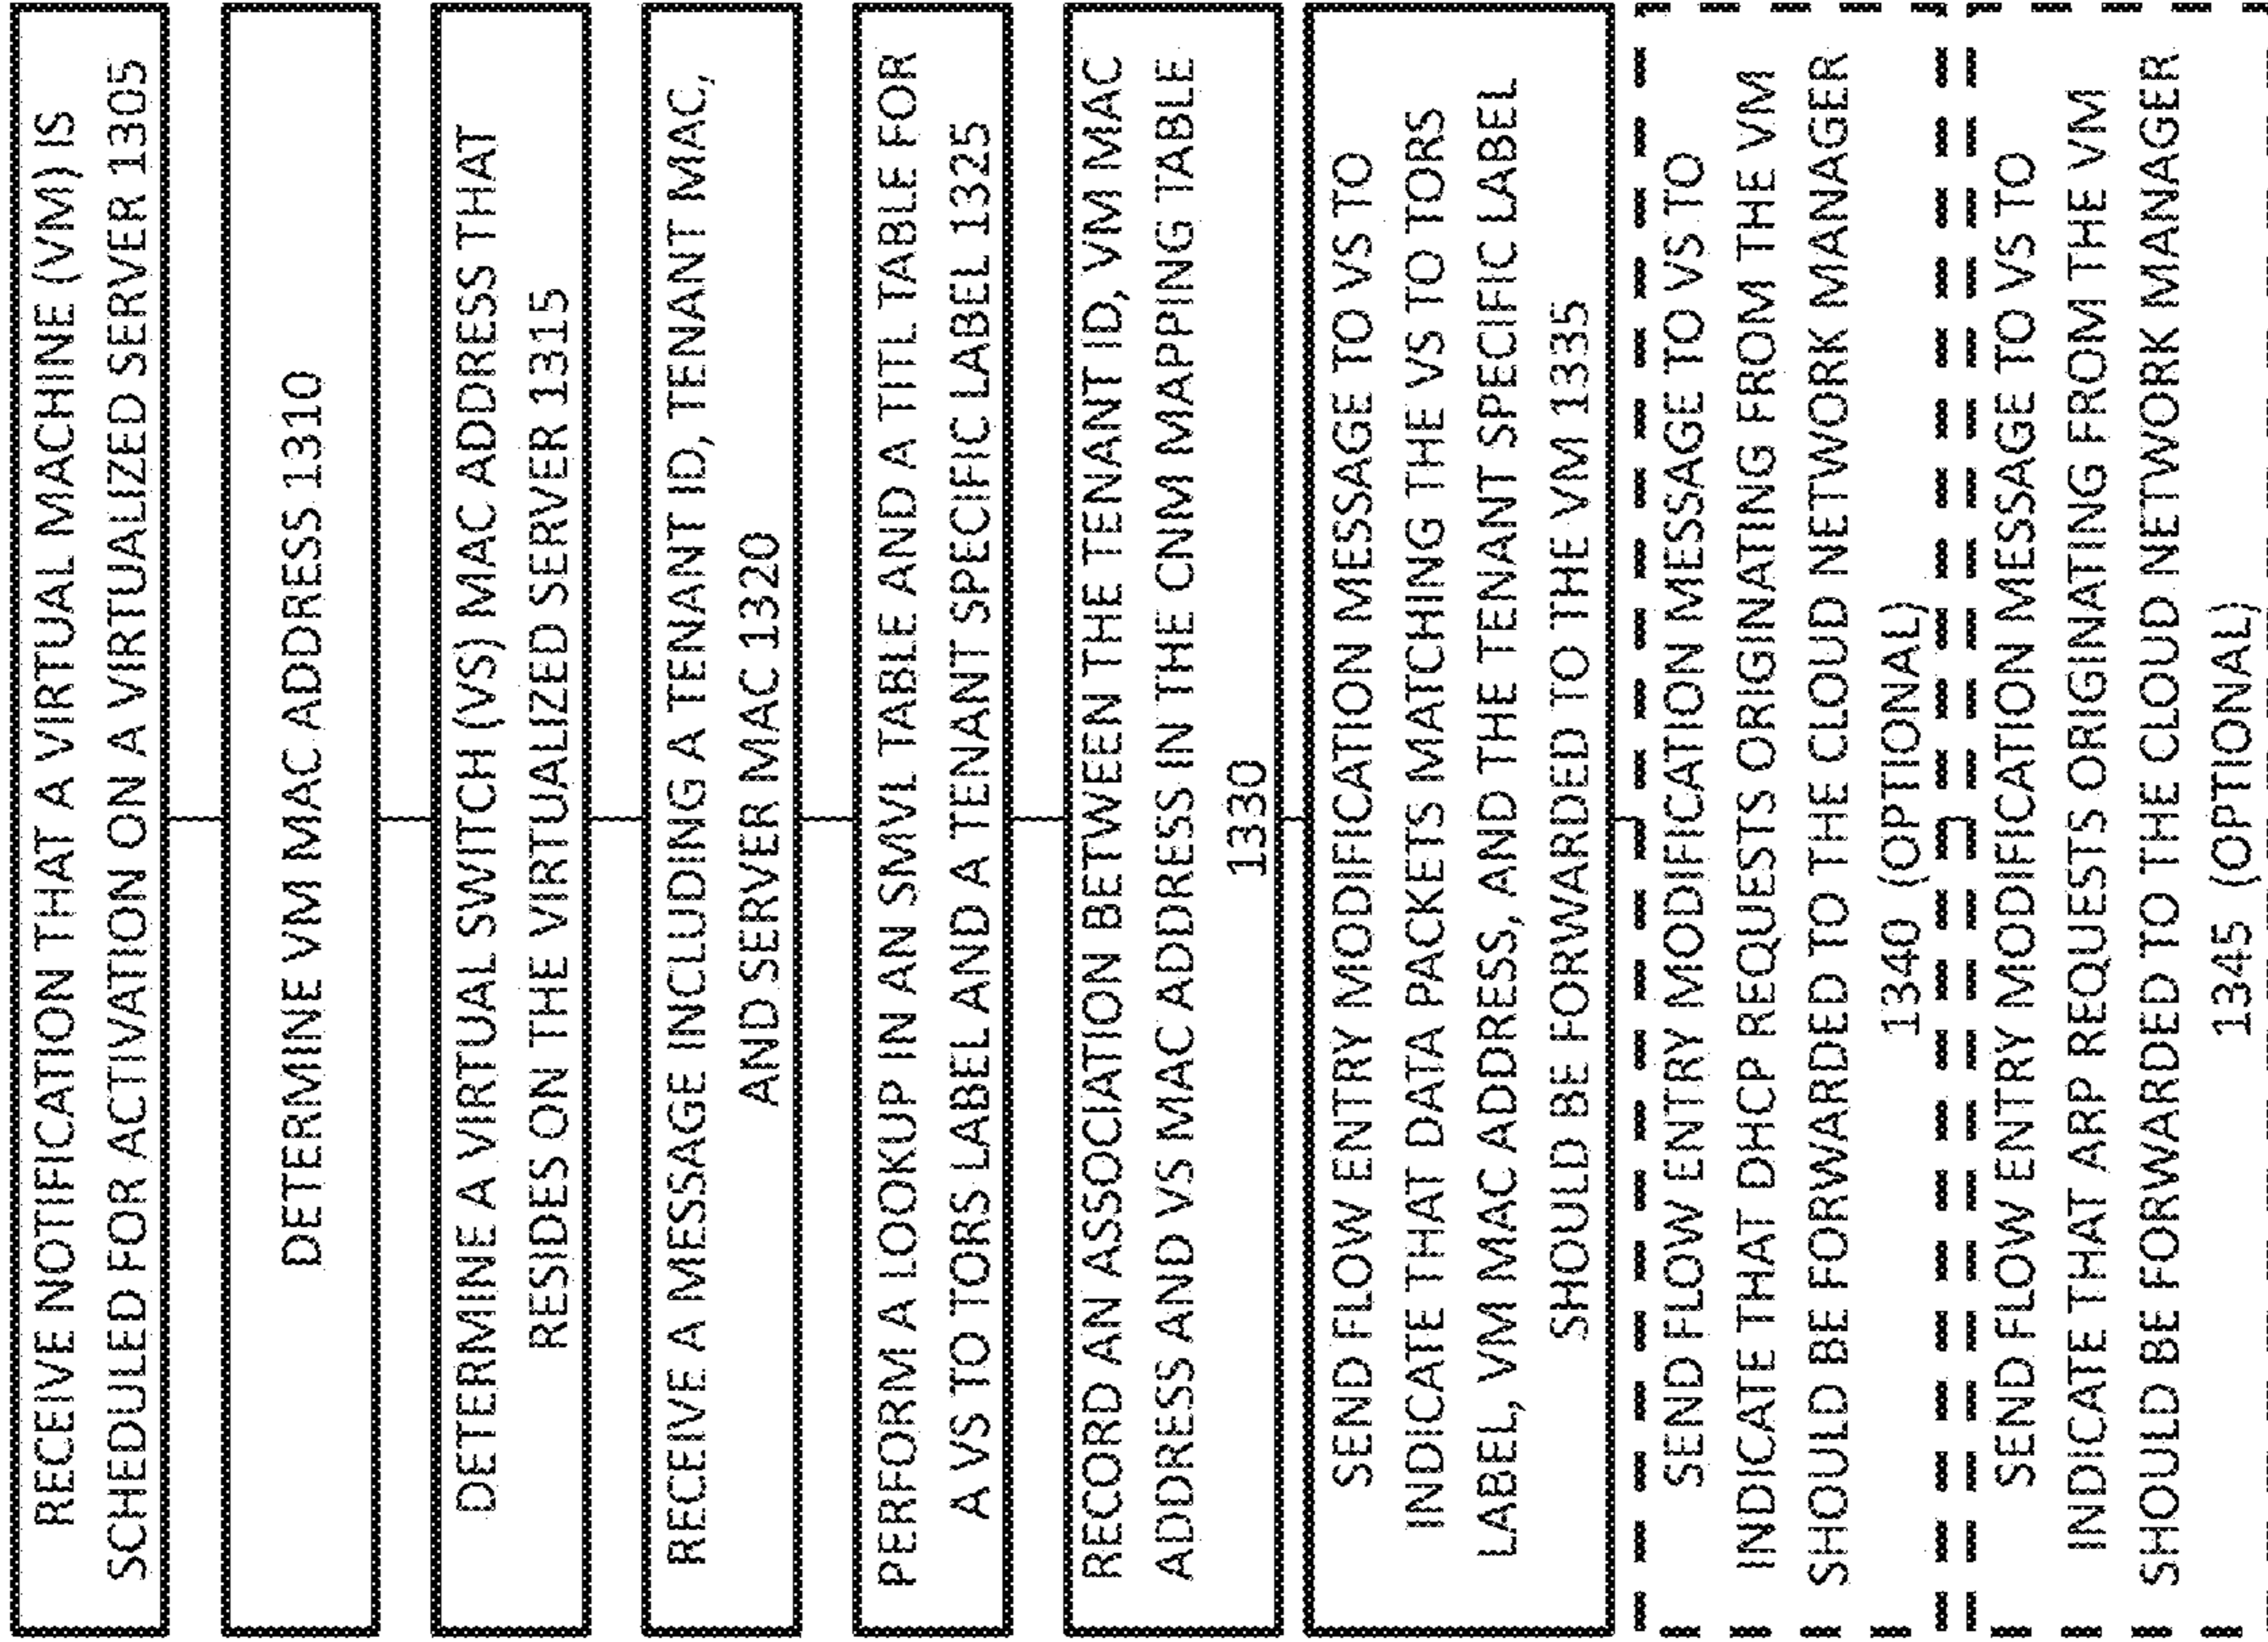 RECEIVE NOTIFICATION THAT A VIRTUAL MACHINE (VM) IS
SCHEDULED FOR ACTIVATION ON A VIRTUALIZED SERVER 1305
DETERMINE VM MAC ADDRESS 1310
DETERMINE A VIRTUAL SWITCH (VS) MAC ADDRESS THAT
RESIDES ON THE VIRTUALIZED SERVER 1315
RECEIVE A MESSAGE INCLUDING A TENANT ID, TENANT MAC,
AND SERVER MAC 1320
PERFORM A LOOKUP IN AN SMVL TABLE AND A TITL TABLE FOR
A VS TO TORS LABEL AND A TENANT SPECIFIC LABEL 1325
RECORD AN ASSOCIATION BETWEEN THE TENANT ID, VM MAC
ADDRESS AND VS MAC ADDRESS IN THE CNM MAPPING TABLE
1330
SEND FLOW ENTRY MODIFICATION MESSAGE TO VS TO
INDICATE THAT DATA PACKETS MATCHING THE VS TO TORS
LABEL, VM MAC ADDRESS, AND THE TENANT SPECIFIC LABEL
SHOULD BE FORWARDED TO THE VM 1335
SEND FLOW ENTRY MODIFICATION MESSAGE TO VS TO
INDICATE THAT DHCP REQUESTS ORIGINATING FROM THE VM
SHOULD BE FORWARDED TO THE CLOUD NETWORK MANAGER
1340 (OPTIONAL)
SEND FLOW ENTRY MODIFICATION MESSAGE TO VS TO
INDICATE THAT ARP REQUESTS ORIGINATING FROM THE VM
SHOULD BE FORWARDED TO THE CLOUD NETWORK MANAGER
1345 (OPTIONAL)